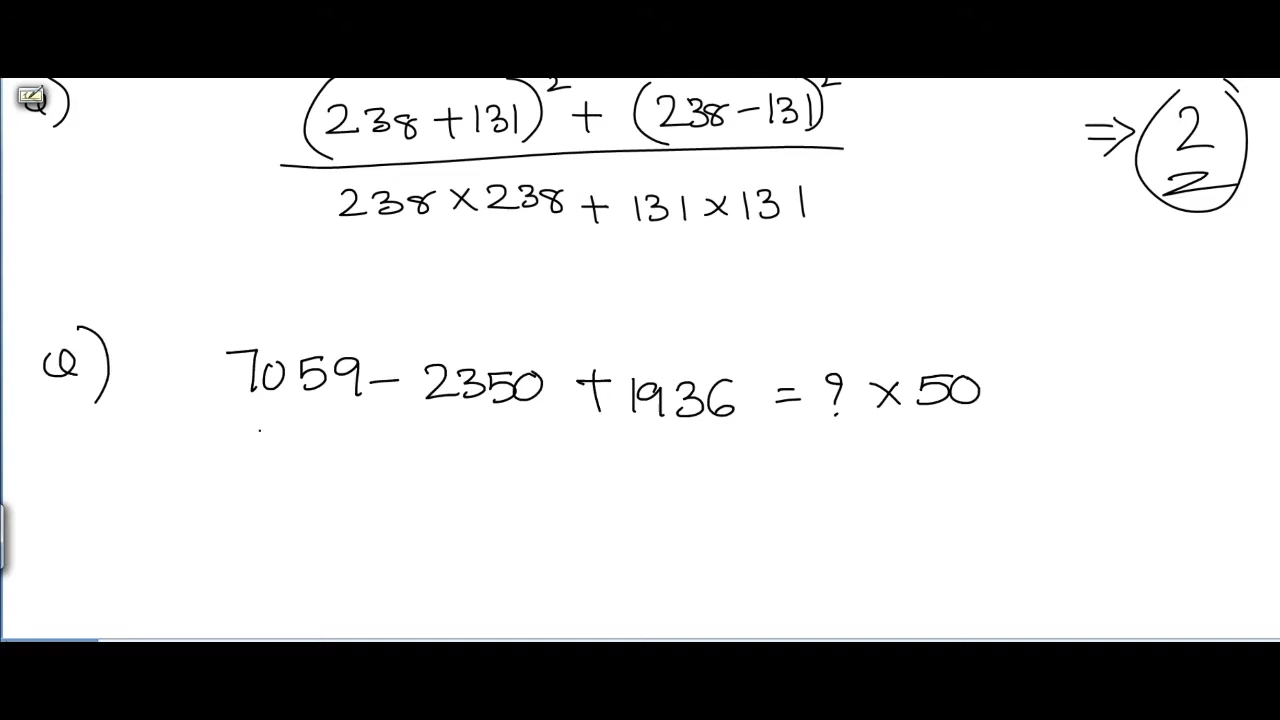 Q) (238+131)² + (238-131)² ⇒ 2
238×238 + 131×131
Q) 7059 - 2350 + 1936 = ? × 50